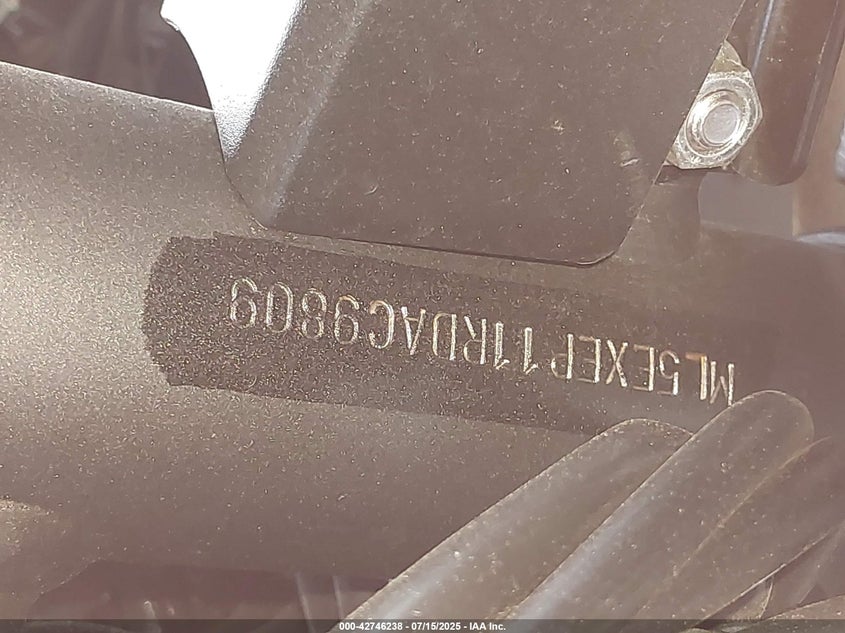 ML5EXEP11RDAC9809
000-42746238 - 07/15/2025 - IAA Inc.